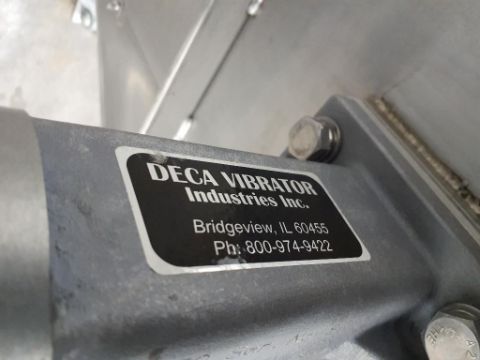 DECA VIBRATOR
Industries Inc.
Bridgeview, IL 60455
Ph: 800-974-9422